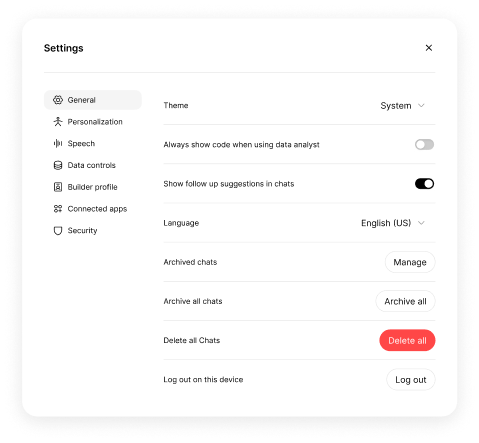 Settings
General
Personalization
Speech
Data controls
Builder profile
Connected apps
Security
Theme
System
Always show code when using data analyst
Show follow up suggestions in chats
Language
English (US)
Archived chats
Manage
Archive all chats
Archive all
Delete all Chats
Delete all
Log out on this device
Log out